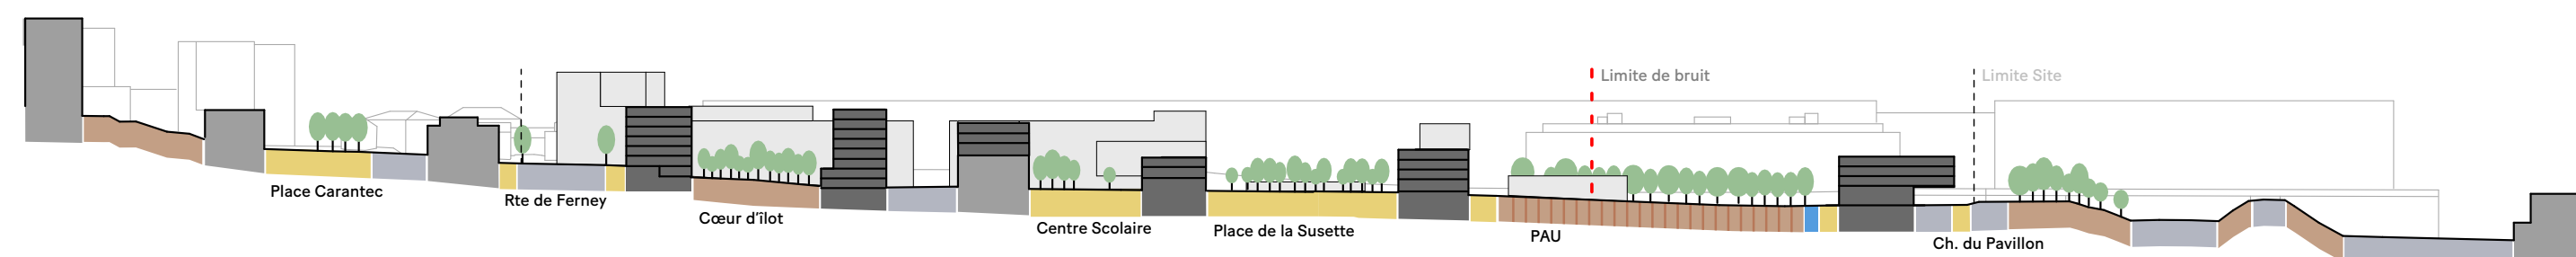 Limite de bruit
Limite Site
Place Carantec
Rte de Ferney
Cœur d'îlot
Centre Scolaire
Place de la Susette
PAU
Ch. du Pavillon